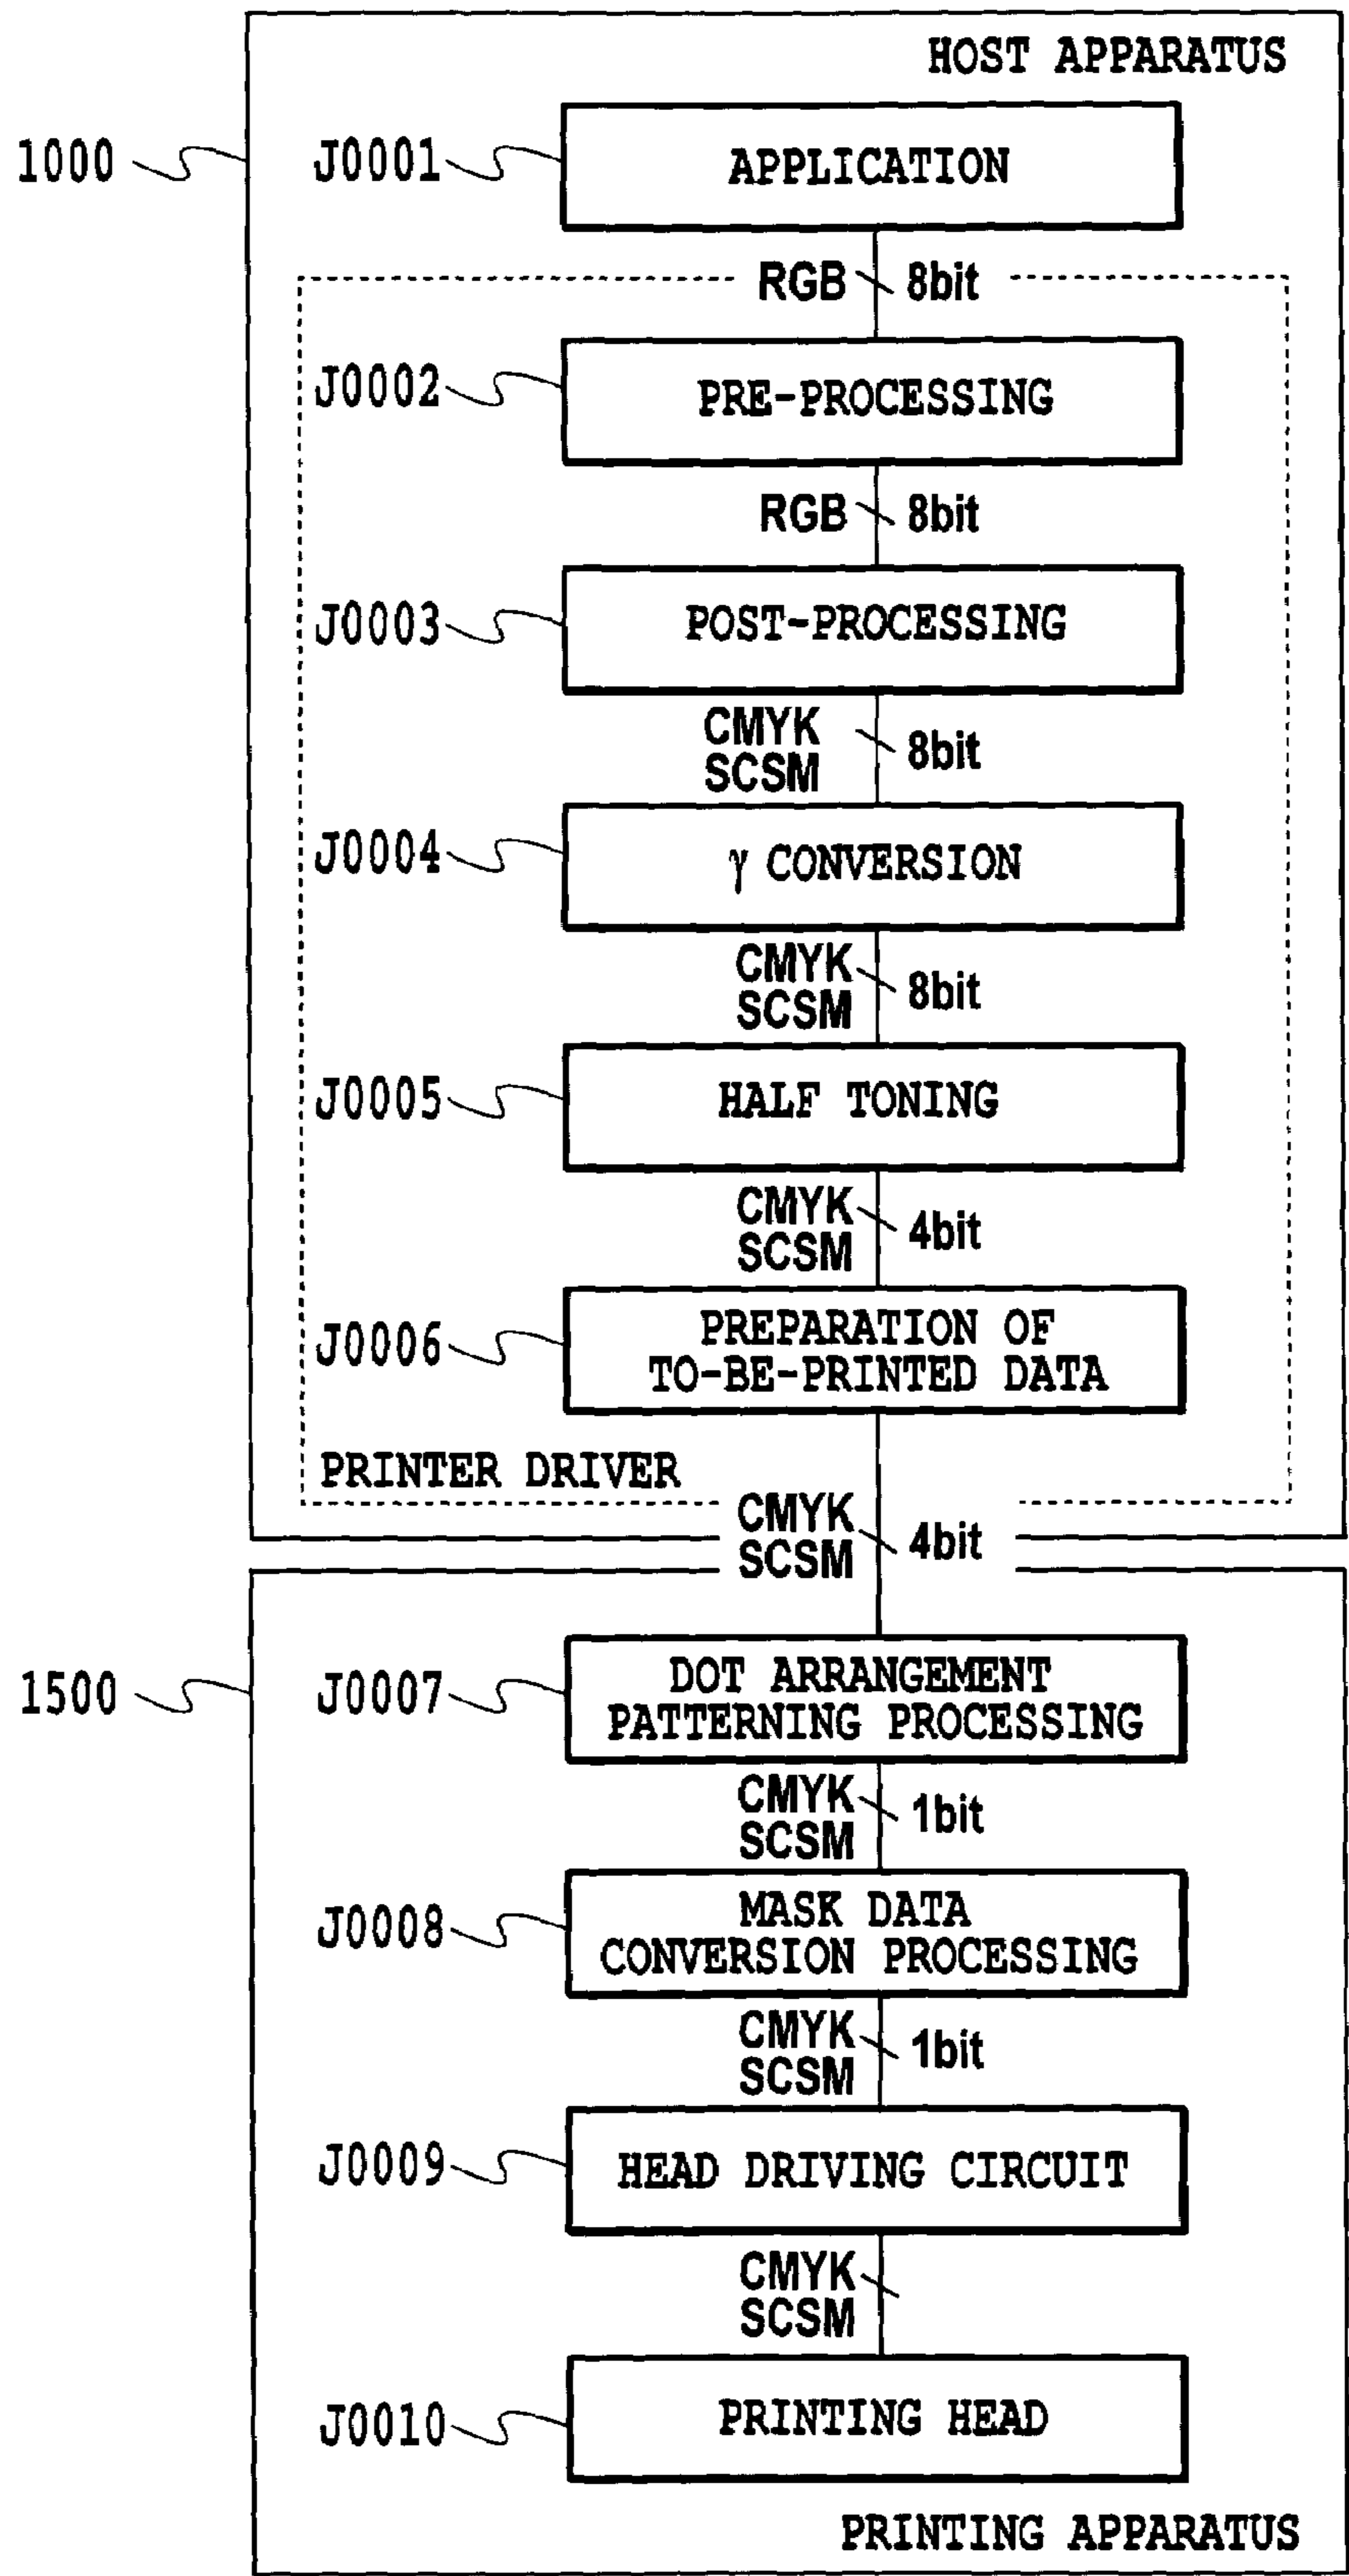 HOST APPARATUS
1000
J0001
APPLICATION
RGB 8bit
J0002
PRE-PROCESSING
RGB 8bit
J0003
POST-PROCESSING
CMYK
SCSM
8bit
J0004
γ CONVERSION
CMYK
SCSM
8bit
J0005
HALF TONING
CMYK
SCSM
4bit
J0006
PREPARATION OF
TO-BE-PRINTED DATA
PRINTER DRIVER
CMYK
SCSM
4bit
1500
J0007
DOT ARRANGEMENT
PATTERNING PROCESSING
CMYK
SCSM
1bit
J0008
MASK DATA
CONVERSION PROCESSING
CMYK
SCSM
1bit
J0009
HEAD DRIVING CIRCUIT
CMYK
SCSM
J0010
PRINTING HEAD
PRINTING APPARATUS